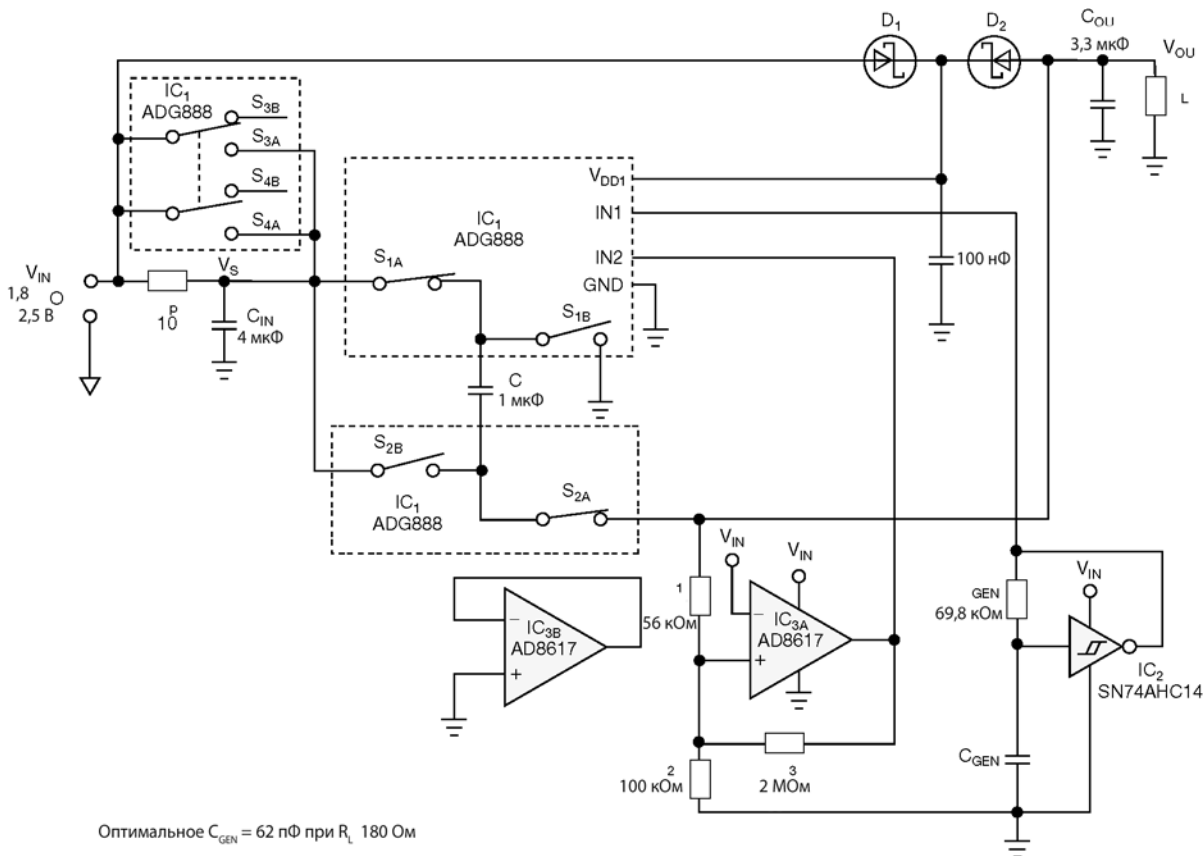 D1
D2
COU
3,3 мкФ
VOU
L
IC1
ADG888
S3B
S3A
S4B
S4A
VIN
1,8
2,5 В
VS
P
10
CIN
4 мкФ
IC1
ADG888
S1A
S1B
VDD1
IN1
IN2
GND
100 нФ
C
1 мкФ
S2B
IC1
ADG888
S2A
IC3B
AD8617
−
+
1
56 кОм
VIN
VIN
−
+
IC3A
AD8617
2
100 кОм
3
2 МОм
GEN
69,8 кОм
VIN
IC2
SN74AHC14
CGEN
Оптимальное CGEN = 62 пФ при RL 180 Ом